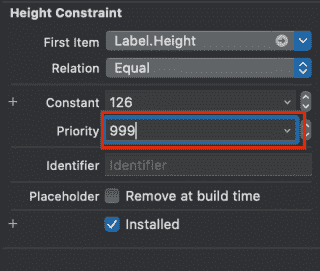 Height Constraint
First Item Label.Height
Relation Equal
+ Constant 126
Priority 999
Identifier Identifier
Placeholder Remove at build time
+ Installed